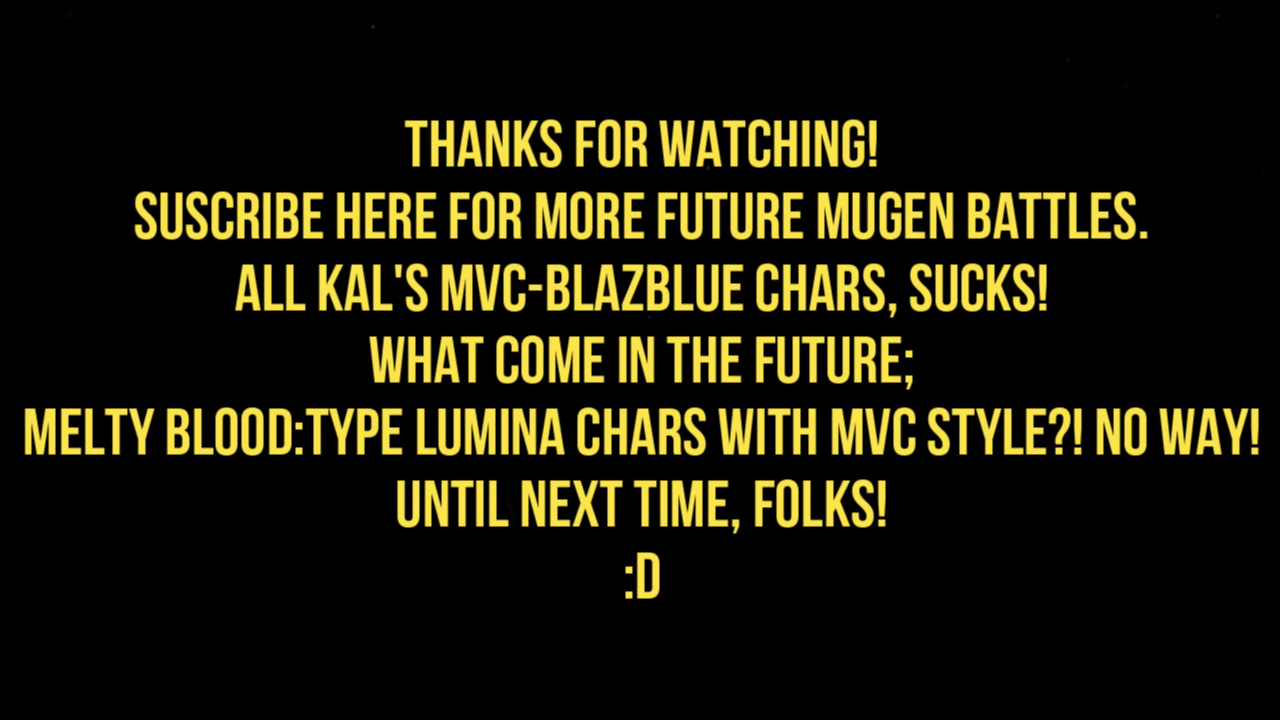 THANKS FOR WATCHING!
SUSCRIBE HERE FOR MORE FUTURE MUGEN BATTLES.
ALL KAL'S MVC-BLAZBLUE CHARS, SUCKS!
WHAT COME IN THE FUTURE;
MELTY BLOOD:TYPE LUMINA CHARS WITH MVC STYLE?! NO WAY!
UNTIL NEXT TIME, FOLKS!
:D